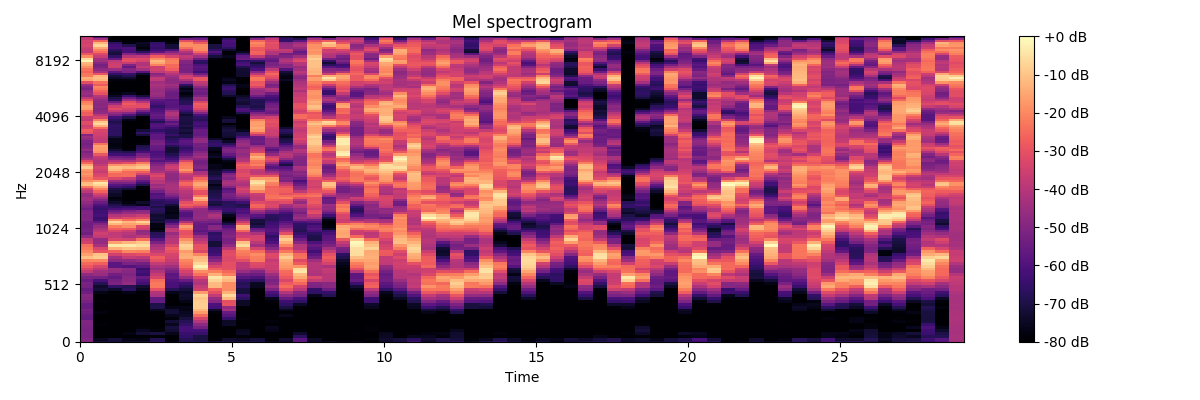 Mel spectrogram
Hz
8192
4096
2048
1024
512
0
0 5 10 15 20 25
Time
+0 dB
-10 dB
-20 dB
-30 dB
-40 dB
-50 dB
-60 dB
-70 dB
-80 dB